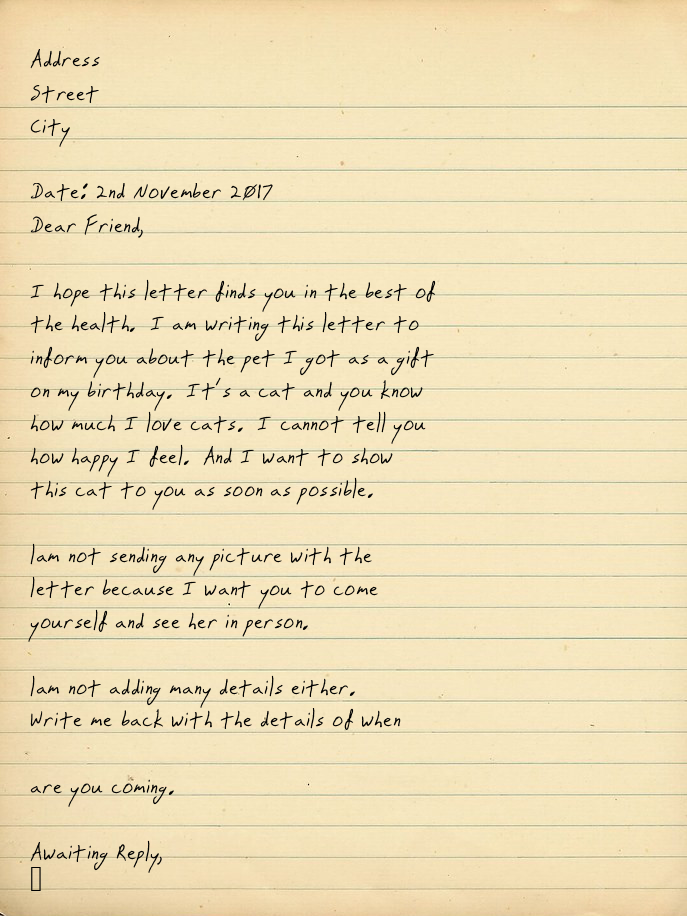 Address
Street
City
Date: 2nd November 2017
Dear Friend,
I hope this letter finds you in the best of
the health. I am writing this letter to
inform you about the pet I got as a gift
on my birthday. It's a cat and you know
how much I love cats. I cannot tell you
how happy I feel. And I want to show
this cat to you as soon as possible.
Iam not sending any picture with the
letter because I want you to come
yourself and see her in person.
Iam not adding many details either.
Write me back with the details of when
are you coming.
Awaiting Reply,